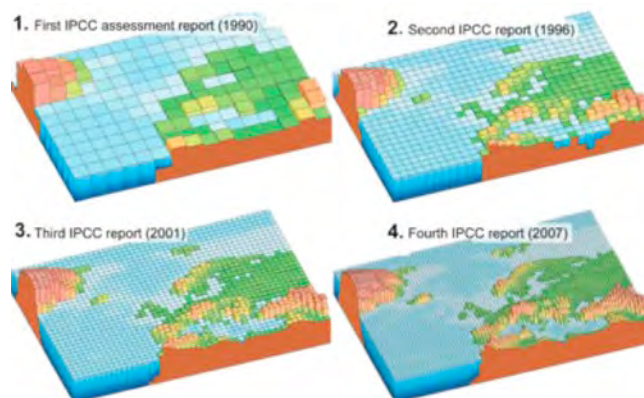 1. First IPCC assessment report (1990)
2. Second IPCC report (1996)
3. Third IPCC report (2001)
4. Fourth IPCC report (2007)